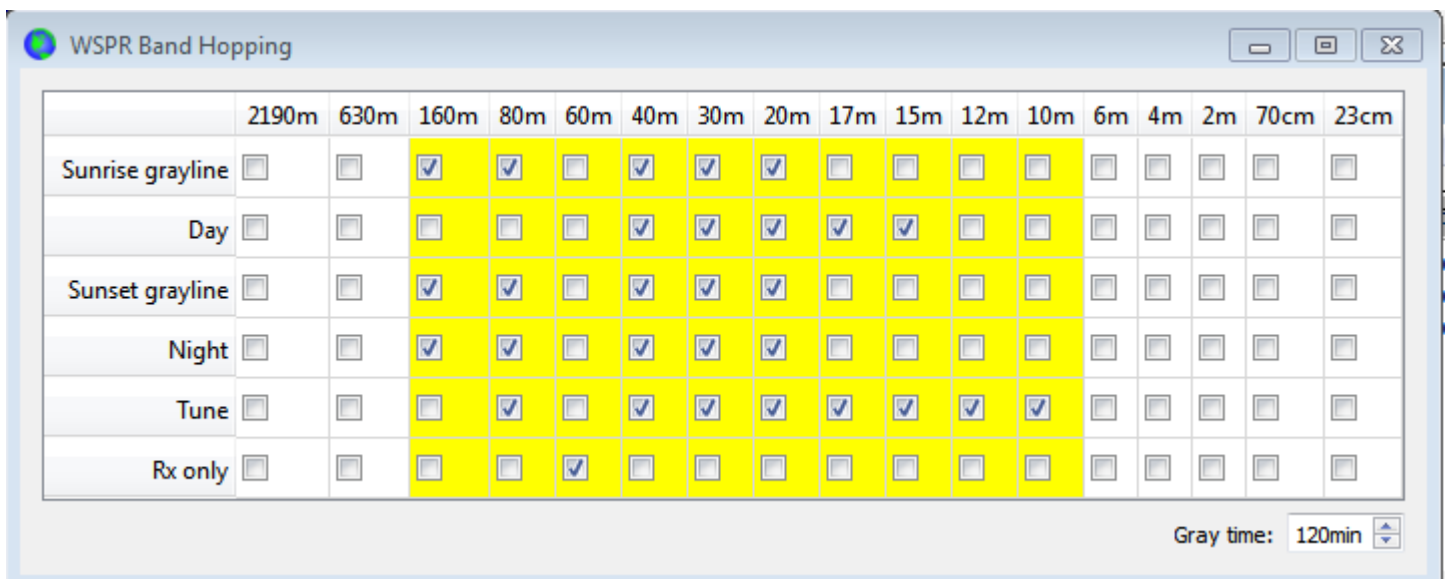 WSPR Band Hopping
2190m 630m 160m 80m 60m 40m 30m 20m 17m 15m 12m 10m 6m 4m 2m 70cm 23cm
Sunrise grayline
Day
Sunset grayline
Night
Tune
Rx only
Gray time: 120min